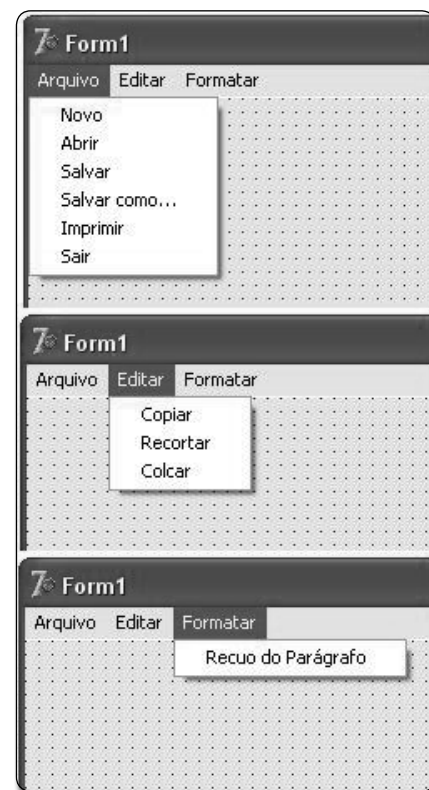 Form1
Arquivo Editar Formatar
Novo
Abrir
Salvar
Salvar como...
Imprimir
Sair
Form1
Arquivo Editar Formatar
Copiar
Recortar
Colcar
Form1
Arquivo Editar Formatar
Recuo do Parágrafo